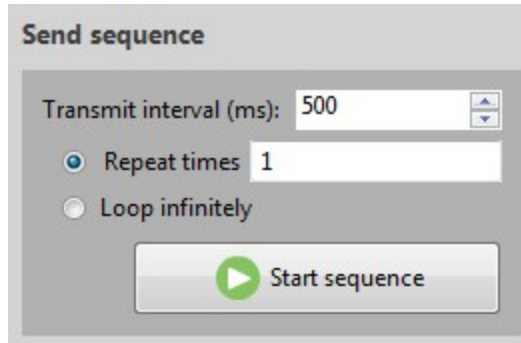 Send sequence
Transmit interval (ms): 500
Repeat times 1
Loop infinitely
Start sequence